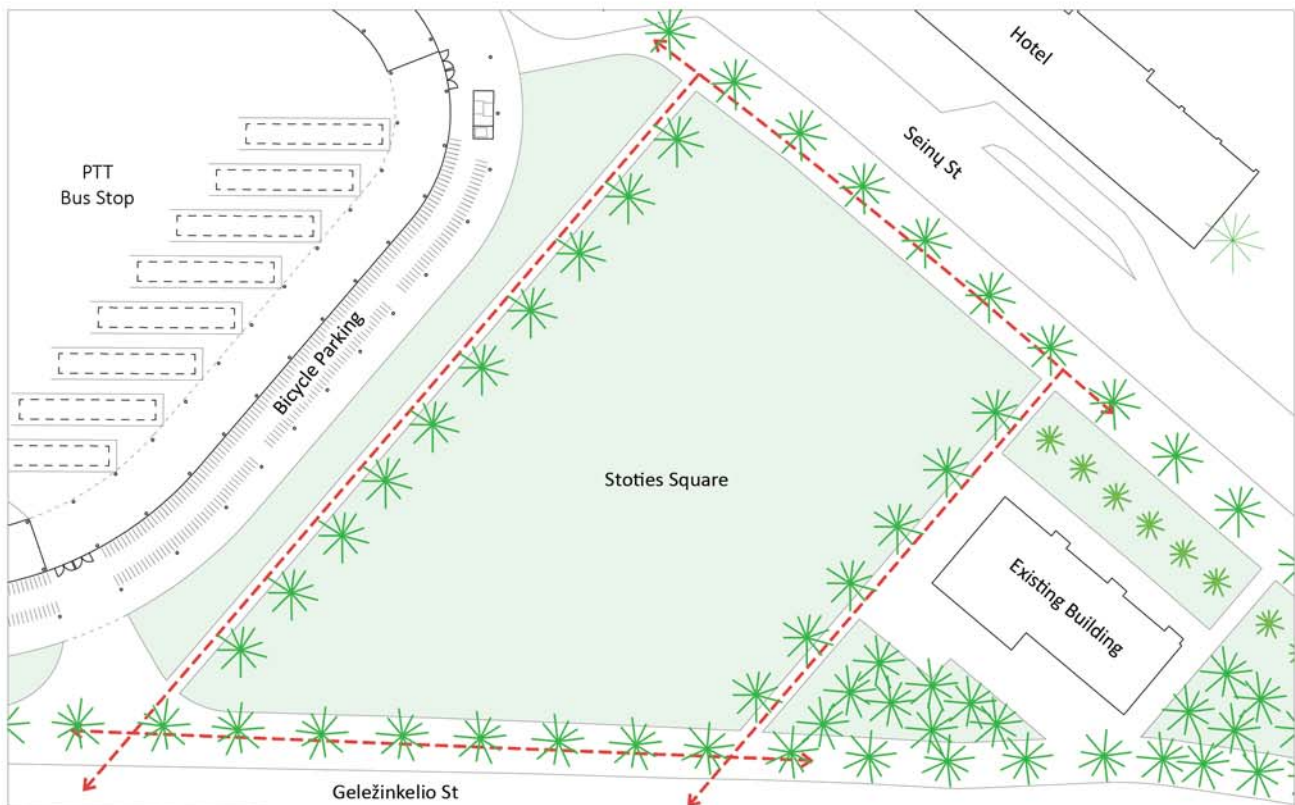 Hotel
Seinų St
PTT
Bus Stop
Bicycle Parking
Stoties Square
Existing Building
Geležinkelio St